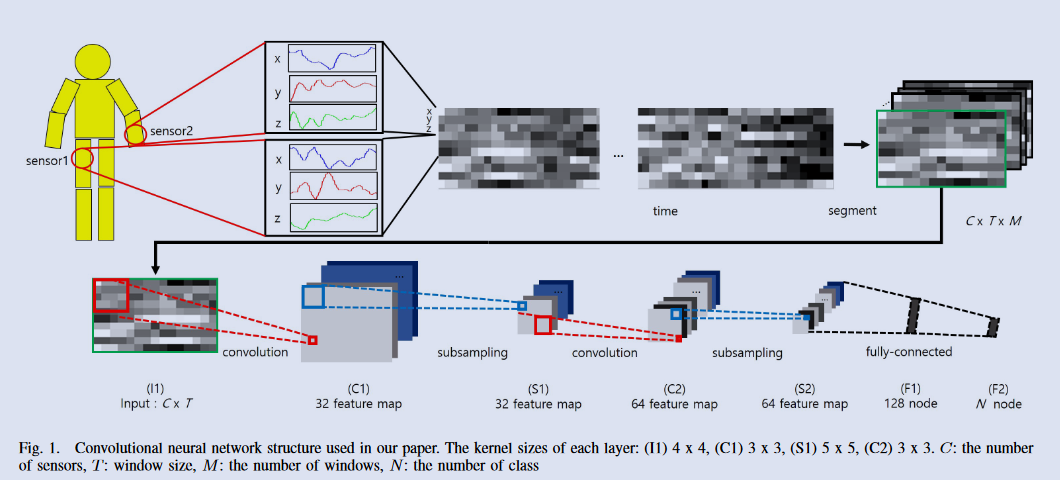 x
y
z
sensor2
sensor1
x
y
z
x
y
z
...
time
segment
C x T x M
...
...
...
...
convolution
subsampling
convolution
subsampling
fully-connected
(I1)
(C1)
(S1)
(C2)
(S2)
(F1)
(F2)
Input : C x T
32 feature map
32 feature map
64 feature map
64 feature map
128 node
N node
Fig. 1. Convolutional neural network structure used in our paper. The kernel sizes of each layer: (I1) 4 x 4, (C1) 3 x 3, (S1) 5 x 5, (C2) 3 x 3. C: the number
of sensors, T: window size, M: the number of windows, N: the number of class